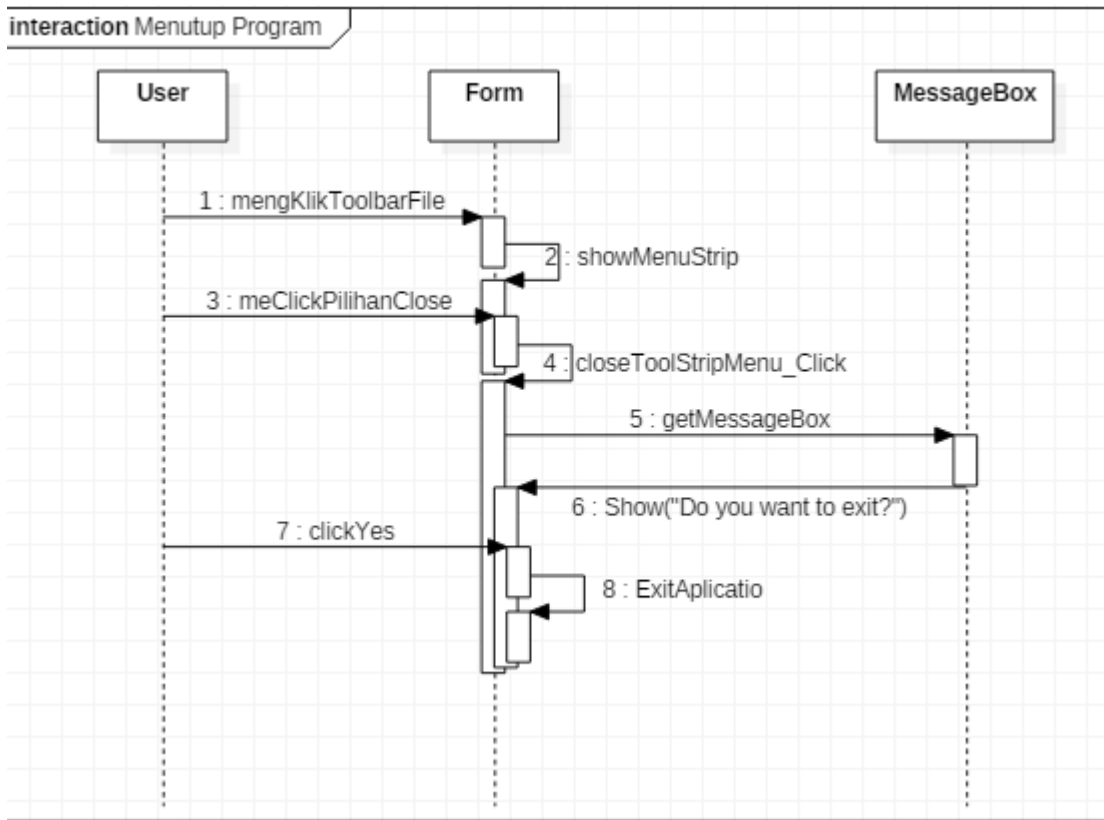 interaction Menutup Program
User
Form
MessageBox
1 : mengKlikToolbarFile
2 : showMenuStrip
3 : meClickPilihanClose
4 : closeToolStripMenu_Click
5 : getMessageBox
6 : Show("Do you want to exit?")
7 : clickYes
8 : ExitAplicatio